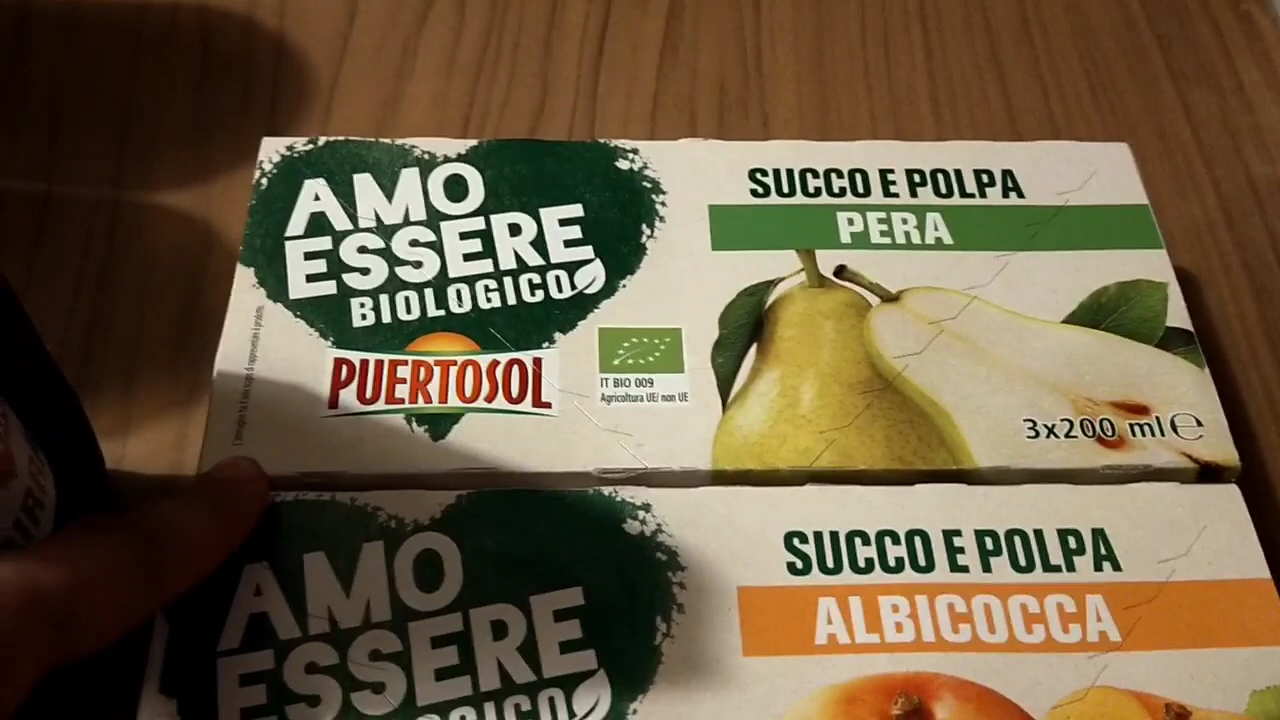 AMO
ESSERE
BIOLOGICO
PUERTOSOL
IT BIO 009
Agricoltura UE/ non UE
SUCCO E POLPA
PERA
3x200 ml e
AMO
ESSERE
SUCCO E POLPA
ALBICOCCA